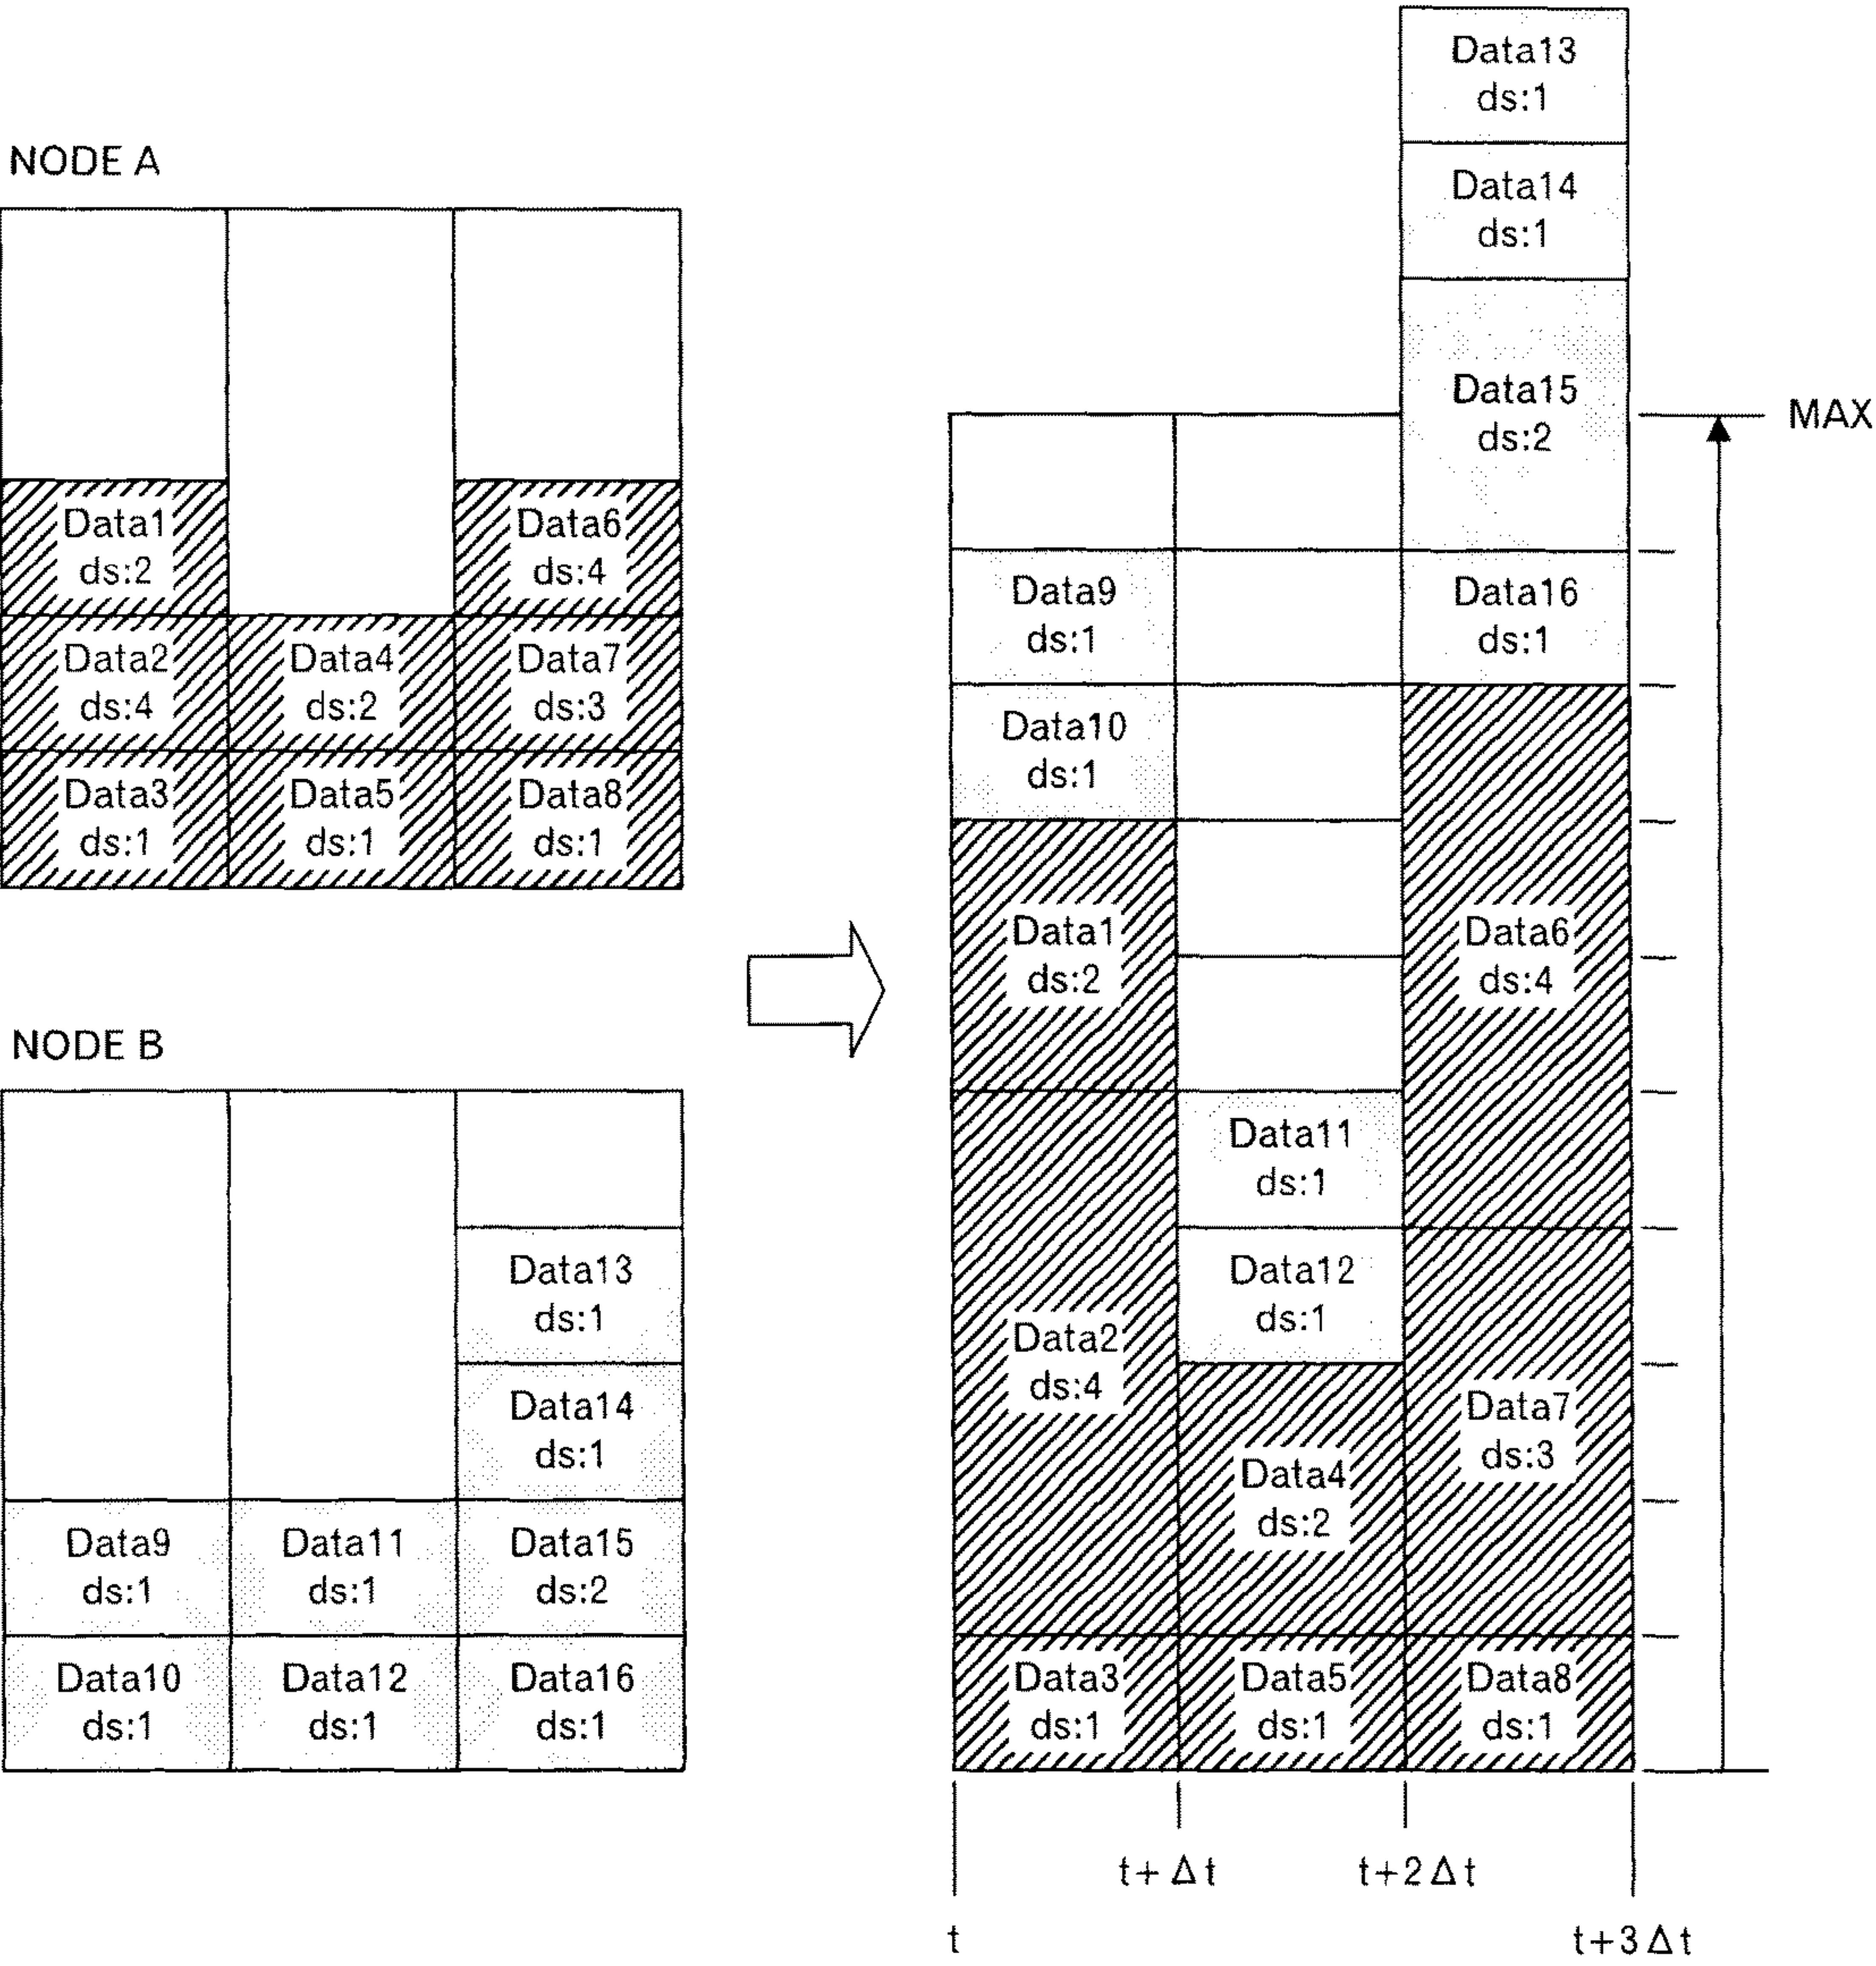 NODE A
Data1
ds:2
Data6
ds:4
Data2
ds:4
Data4
ds:2
Data7
ds:3
Data3
ds:1
Data5
ds:1
Data8
ds:1
NODE B
Data13
ds:1
Data14
ds:1
Data9
ds:1
Data11
ds:1
Data15
ds:2
Data10
ds:1
Data12
ds:1
Data16
ds:1
Data13
ds:1
Data14
ds:1
Data15
ds:2
MAX
Data9
ds:1
Data16
ds:1
Data10
ds:1
Data1
ds:2
Data6
ds:4
Data11
ds:1
Data12
ds:1
Data2
ds:4
Data7
ds:3
Data4
ds:2
Data3
ds:1
Data5
ds:1
Data8
ds:1
t+Δt
t+2Δt
t
t+3Δt